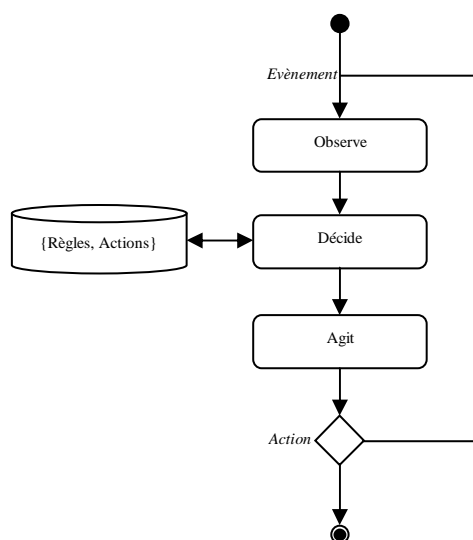 Evènement
Observe
{Règles, Actions}
Décide
Agit
Action